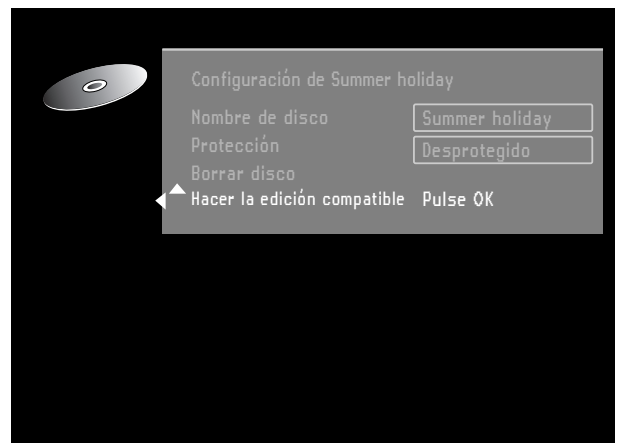 Configuración de Summer holiday
Nombre de disco Summer holiday
Protección Desprotegido
Borrar disco
Hacer la edición compatible Pulse OK